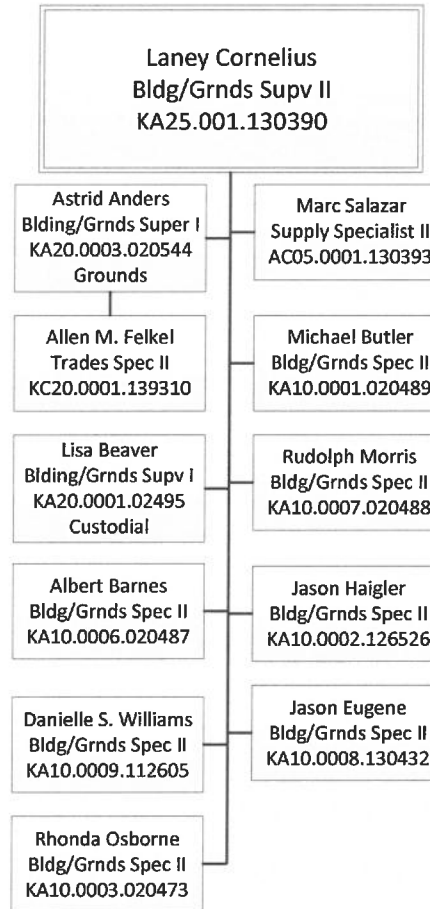 Laney Cornelius
Bldg/Grnds Supv II
KA25.001.130390
Astrid Anders
Blding/Grnds Super I
KA20.0003.020544
Grounds
Marc Salazar
Supply Specialist II
AC05.0001.130393
Allen M. Felkel
Trades Spec II
KC20.0001.139310
Michael Butler
Bldg/Grnds Spec II
KA10.0001.020489
Lisa Beaver
Blding/Grnds Supv I
KA20.0001.02495
Custodial
Rudolph Morris
Bldg/Grnds Spec II
KA10.0007.020488
Albert Barnes
Bldg/Grnds Spec II
KA10.0006.020487
Jason Haigler
Bldg/Grnds Spec II
KA10.0002.126526
Danielle S. Williams
Bldg/Grnds Spec II
KA10.0009.112605
Jason Eugene
Bldg/Grnds Spec II
KA10.0008.130432
Rhonda Osborne
Bldg/Grnds Spec II
KA10.0003.020473